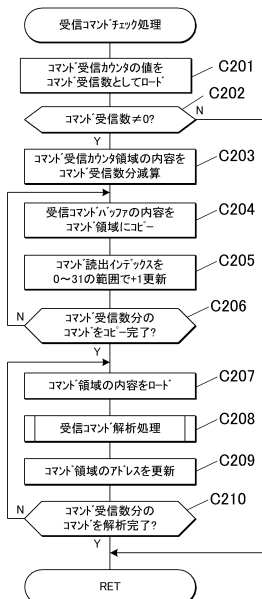 受信コマンドチェック処理
コマンド受信カウンタの値を
コマンド受信数としてロード
C201
コマンド受信数≠0?
C202
N
Y
受信カウンタ領域の内容を
コマンド受信数分減算
C203
受信コマンドバッファの内容を
コマンド領域にコピー
C204
コマンド読出インデックスを
0～31の範囲で+1更新
C205
コマンド受信数分の
コマンドをコピー完了?
C206
N
Y
コマンド領域の内容をロード
C207
受信コマンド解析処理
C208
コマンド領域のアドレスを更新
C209
コマンド受信数分の
コマンドを解析完了?
C210
N
Y
RET